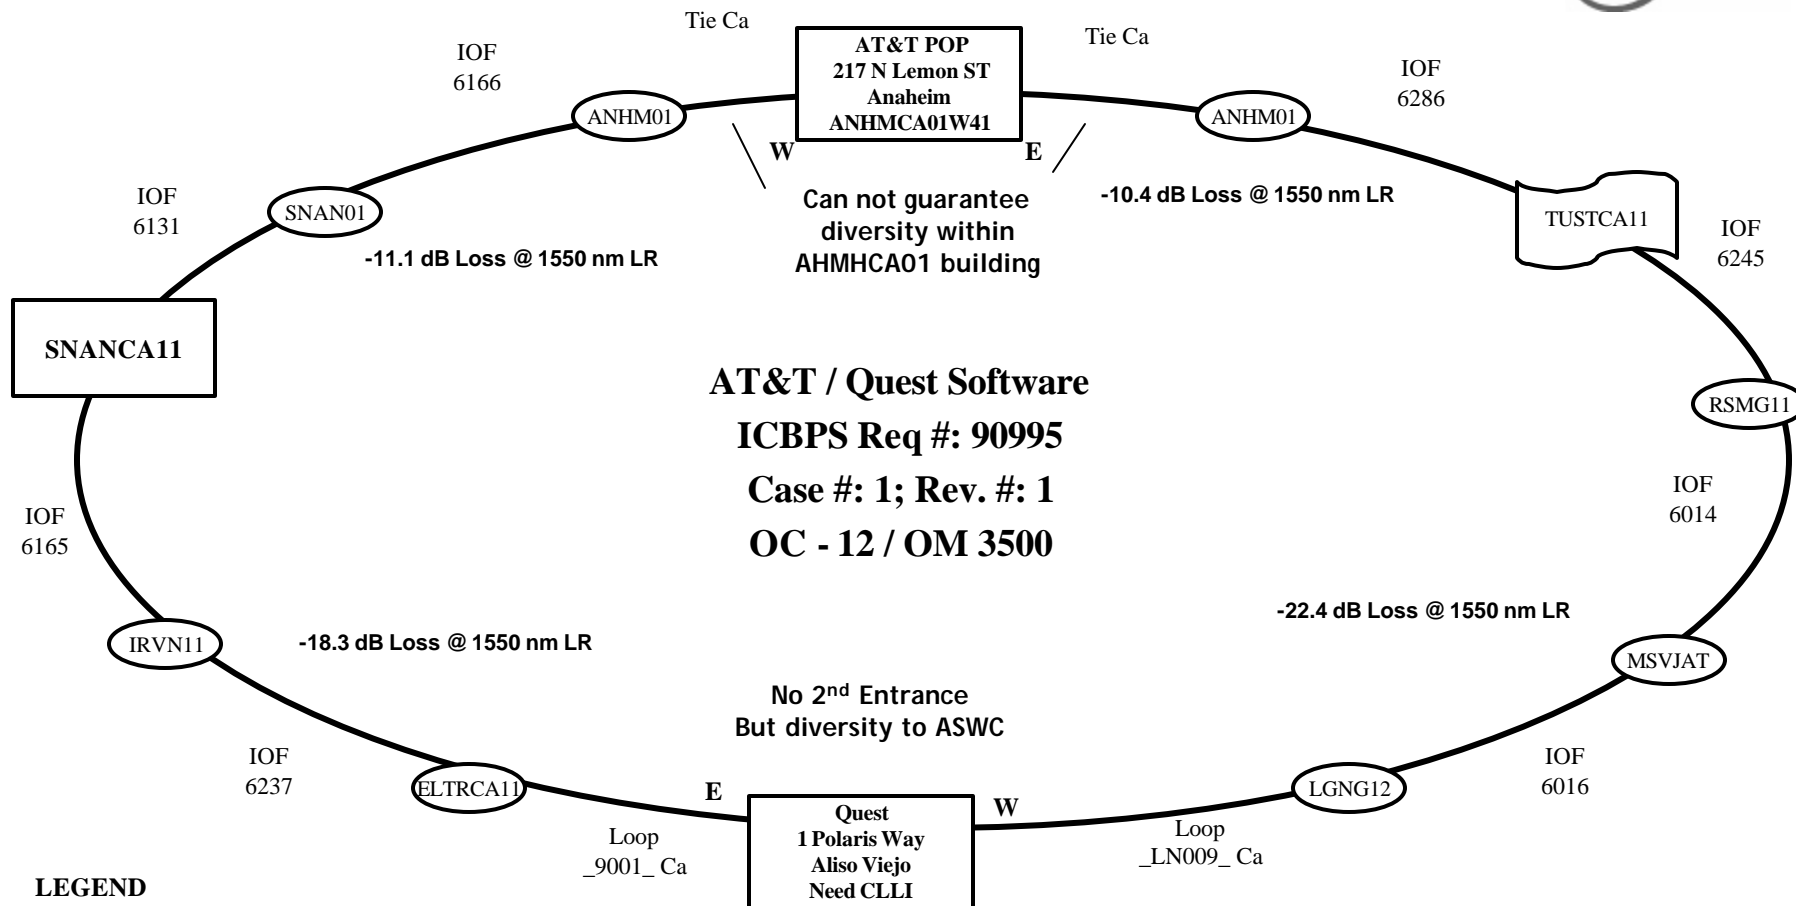 Tie Ca
Tie Ca
IOF
6166
AT&T POP
217 N Lemon ST
Anaheim
ANHMCA01W41
IOF
6286
ANHM01
ANHM01
W
E
Can not guarantee
diversity within
AHMHCA01 building
-10.4 dB Loss @ 1550 nm LR
IOF
6131
SNAN01
TUSTCA11
IOF
6245
-11.1 dB Loss @ 1550 nm LR
SNANCA11
AT&T / Quest Software
ICBPS Req #: 90995
Case #: 1; Rev. #: 1
OC - 12 / OM 3500
RSMG11
IOF
6014
IOF
6165
-22.4 dB Loss @ 1550 nm LR
IRVN11
-18.3 dB Loss @ 1550 nm LR
MSVJAT
No 2nd Entrance
But diversity to ASWC
IOF
6237
ELTRCA11
E
W
LGNG12
IOF
6016
Quest
1 Polaris Way
Aliso Viejo
Need CLLI
Loop
_9001_ Ca
Loop
_LN009_ Ca
LEGEND